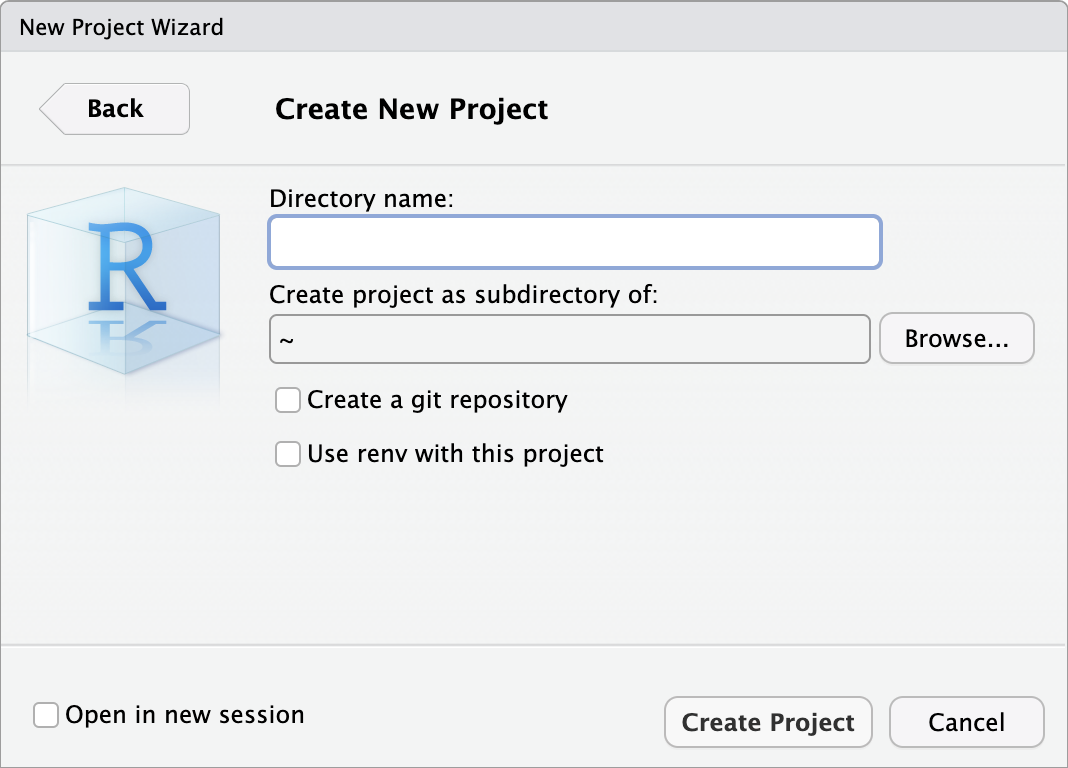 New Project Wizard
Back
Create New Project
R
Directory name:
Create project as subdirectory of:
~
Browse...
Create a git repository
Use renv with this project
Open in new session
Create Project
Cancel